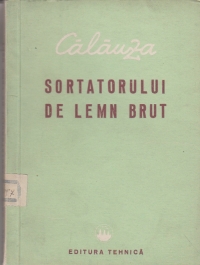 Călăuza
SORTATORULUI
DE LEMN BRUT
EDITURA TEHNICĂ